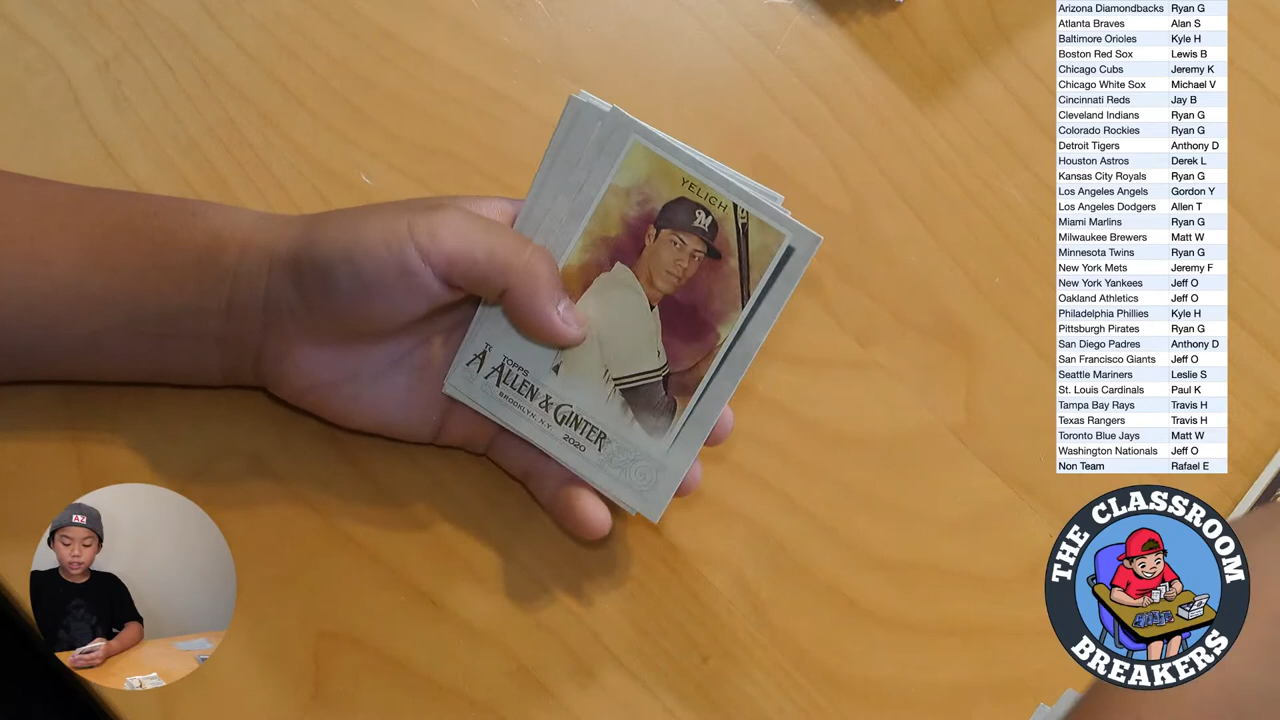 Arizona Diamondbacks Ryan G
Atlanta Braves Alan S
Baltimore Orioles Kyle H
Boston Red Sox Lewis B
Chicago Cubs Jeremy K
Chicago White Sox Michael V
Cincinnati Reds Jay B
Cleveland Indians Ryan G
Colorado Rockies Ryan G
Detroit Tigers Anthony D
Houston Astros Derek L
Kansas City Royals Ryan G
Los Angeles Angels Gordon Y
Los Angeles Dodgers Allen T
Miami Marlins Ryan G
Milwaukee Brewers Matt W
Minnesota Twins Ryan G
New York Mets Jeremy F
New York Yankees Jeff O
Oakland Athletics Jeff O
Philadelphia Phillies Kyle H
Pittsburgh Pirates Ryan G
San Diego Padres Anthony D
San Francisco Giants Jeff O
Seattle Mariners Leslie S
St. Louis Cardinals Paul K
Tampa Bay Rays Travis H
Texas Rangers Travis H
Toronto Blue Jays Matt W
Washington Nationals Jeff O
Non Team Rafael E
YELICH
M
TOPPS
ALLEN & GINTER
BROOKLYN, N.Y.
2020
AZ
THE CLASSROOM
BREAKERS